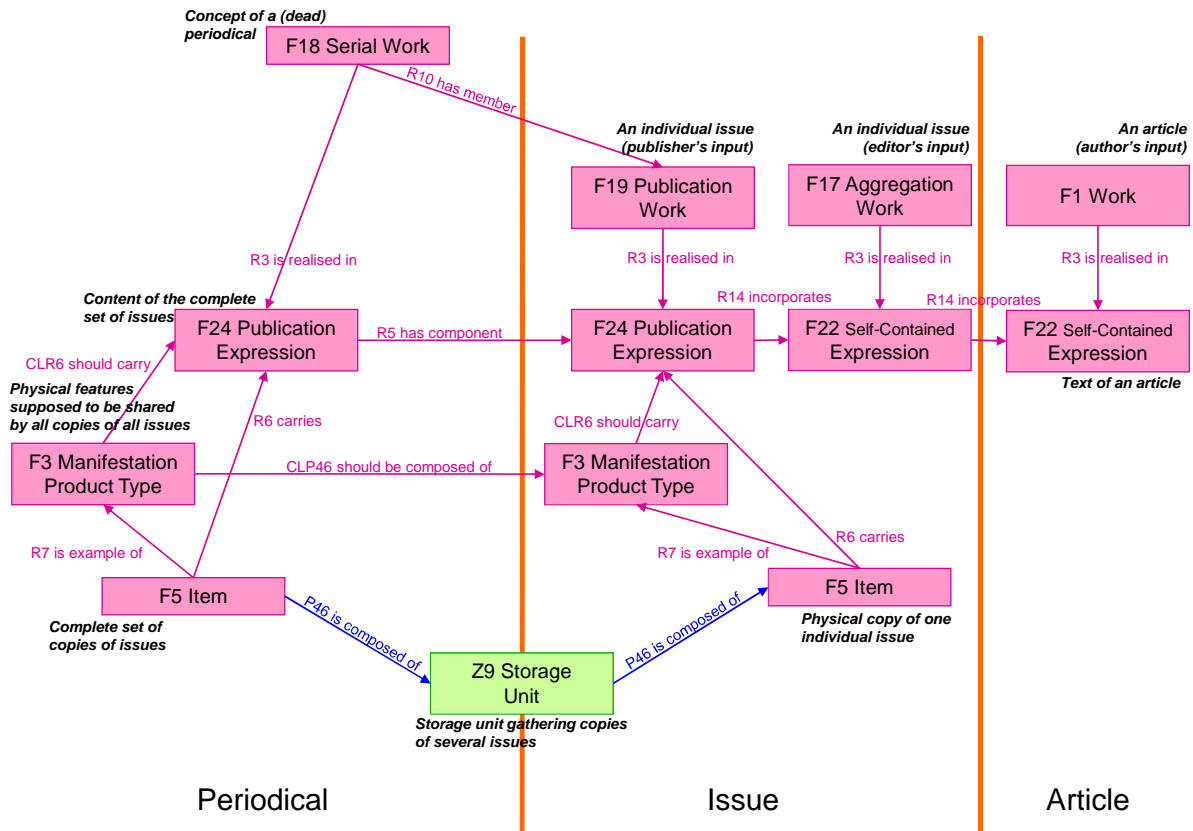 Concept of a (dead)
periodical
F18 Serial Work
R10 has member
An individual issue
(publisher's input)
An individual issue
(editor's input)
An article
(author's input)
F19 Publication
Work
F17 Aggregation
Work
F1 Work
R3 is realised in
R3 is realised in
R3 is realised in
R3 is realised in
Content of the complete
set of issues
R14 incorporates
R14 incorporates
F24 Publication
Expression
R5 has component
F24 Publication
Expression
F22 Self-Contained
Expression
F22 Self-Contained
Expression
Text of an article
CLR6 should carry
Physical features
supposed to be shared
by all copies of all issues
R6 carries
CLR6 should carry
F3 Manifestation
Product Type
CLP46 should be composed of
F3 Manifestation
Product Type
R7 is example of
R6 carries
R7 is example of
F5 Item
Complete set of
copies of issues
P46 is composed of
P46 is composed of
F5 Item
Physical copy of one
individual issue
Z9 Storage
Unit
Storage unit gathering copies
of several issues
Periodical
Issue
Article